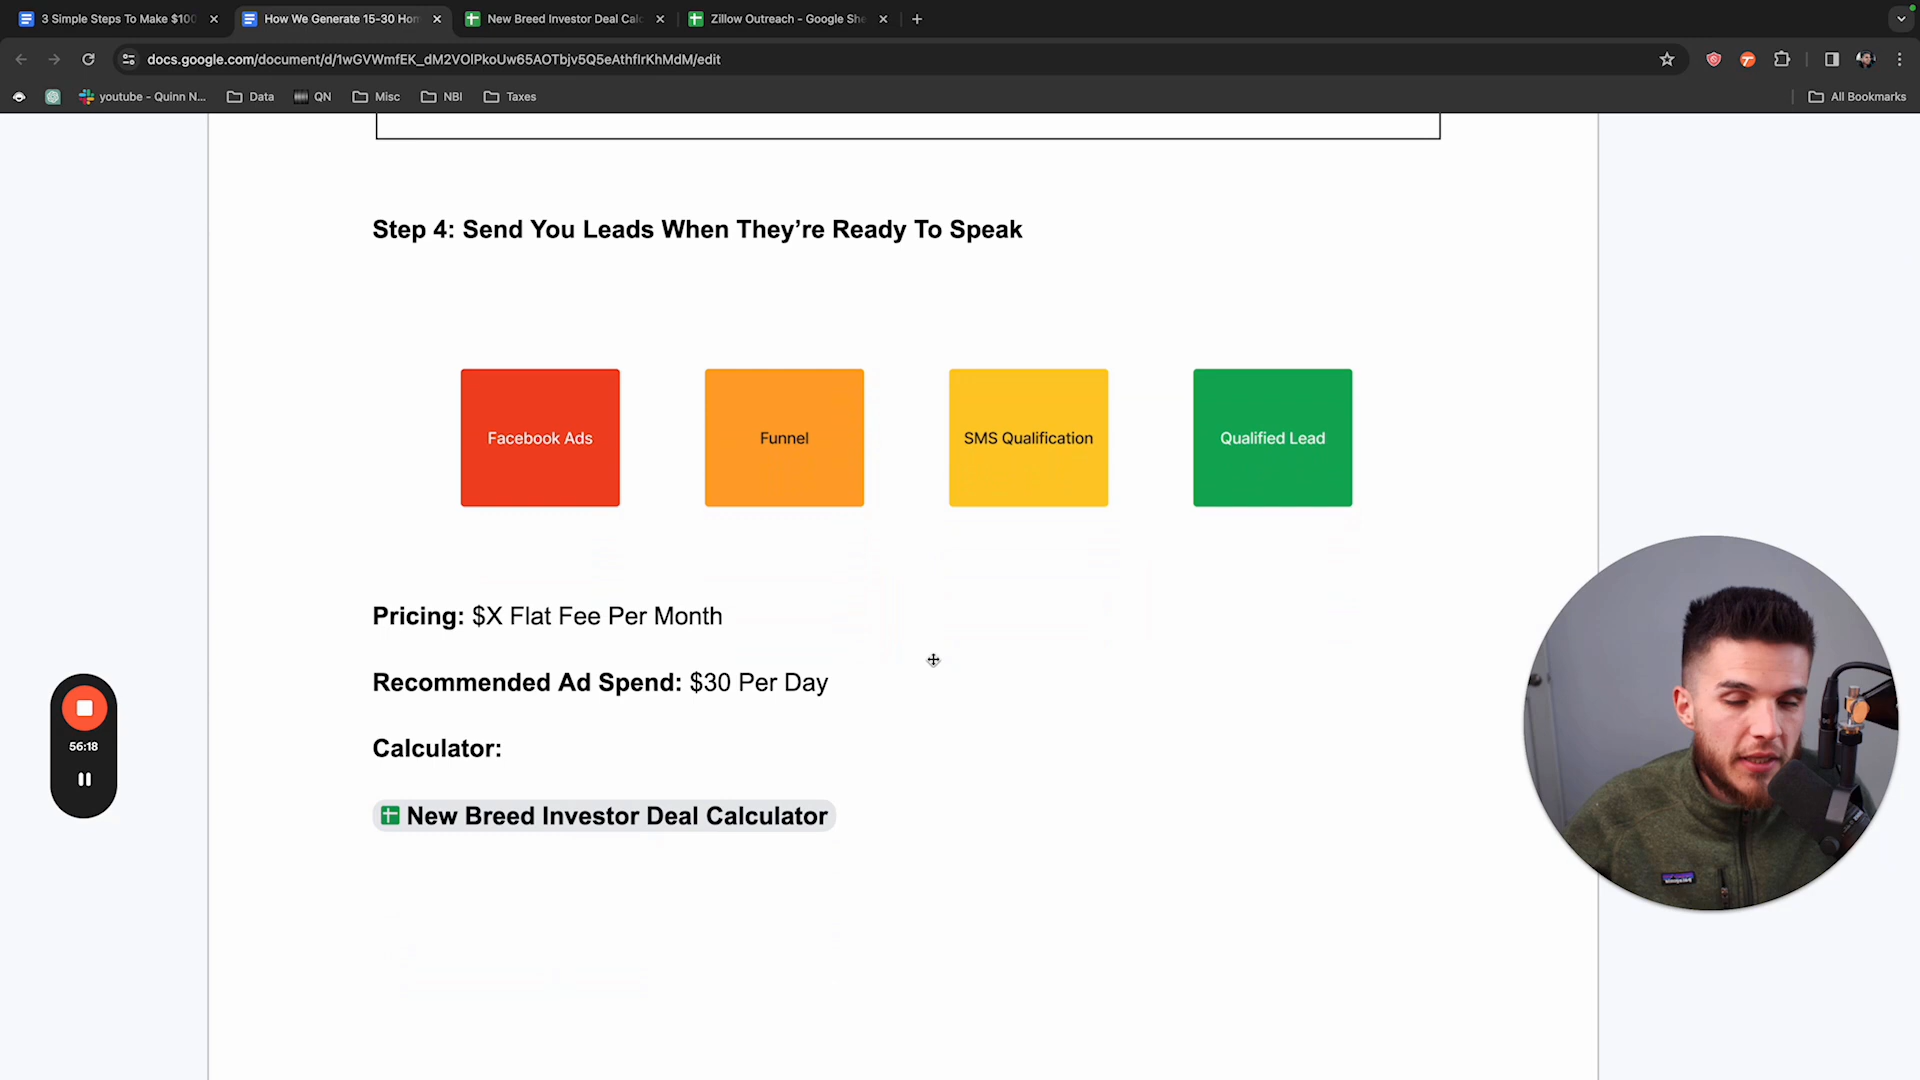 3 Simple Steps To Make $100
How We Generate 15-30 Hom
New Breed Investor Deal Calc
Zillow Outreach - Google She
docs.google.com/document/d/1wGVWmfEK_dM2VOIPkoUw65AOTbjv5Q5eAthfIrKhMdM/edit
youtube - Quinn N...
Data
QN
Misc
NBI
Taxes
All Bookmarks
Step 4: Send You Leads When They’re Ready To Speak
Facebook Ads
Funnel
SMS Qualification
Qualified Lead
Pricing: $X Flat Fee Per Month
Recommended Ad Spend: $30 Per Day
Calculator:
New Breed Investor Deal Calculator
56:18